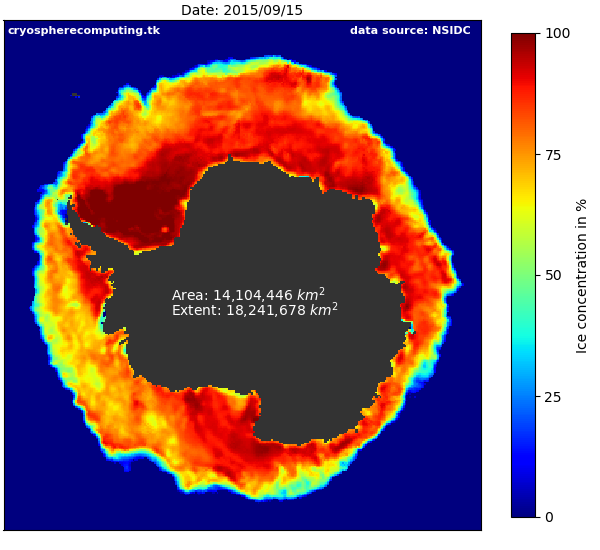 Date: 2015/09/15
cryospherecomputing.tk
data source: NSIDC
Area: 14,104,446 km²
Extent: 18,241,678 km²
100
75
50
25
0
Ice concentration in %